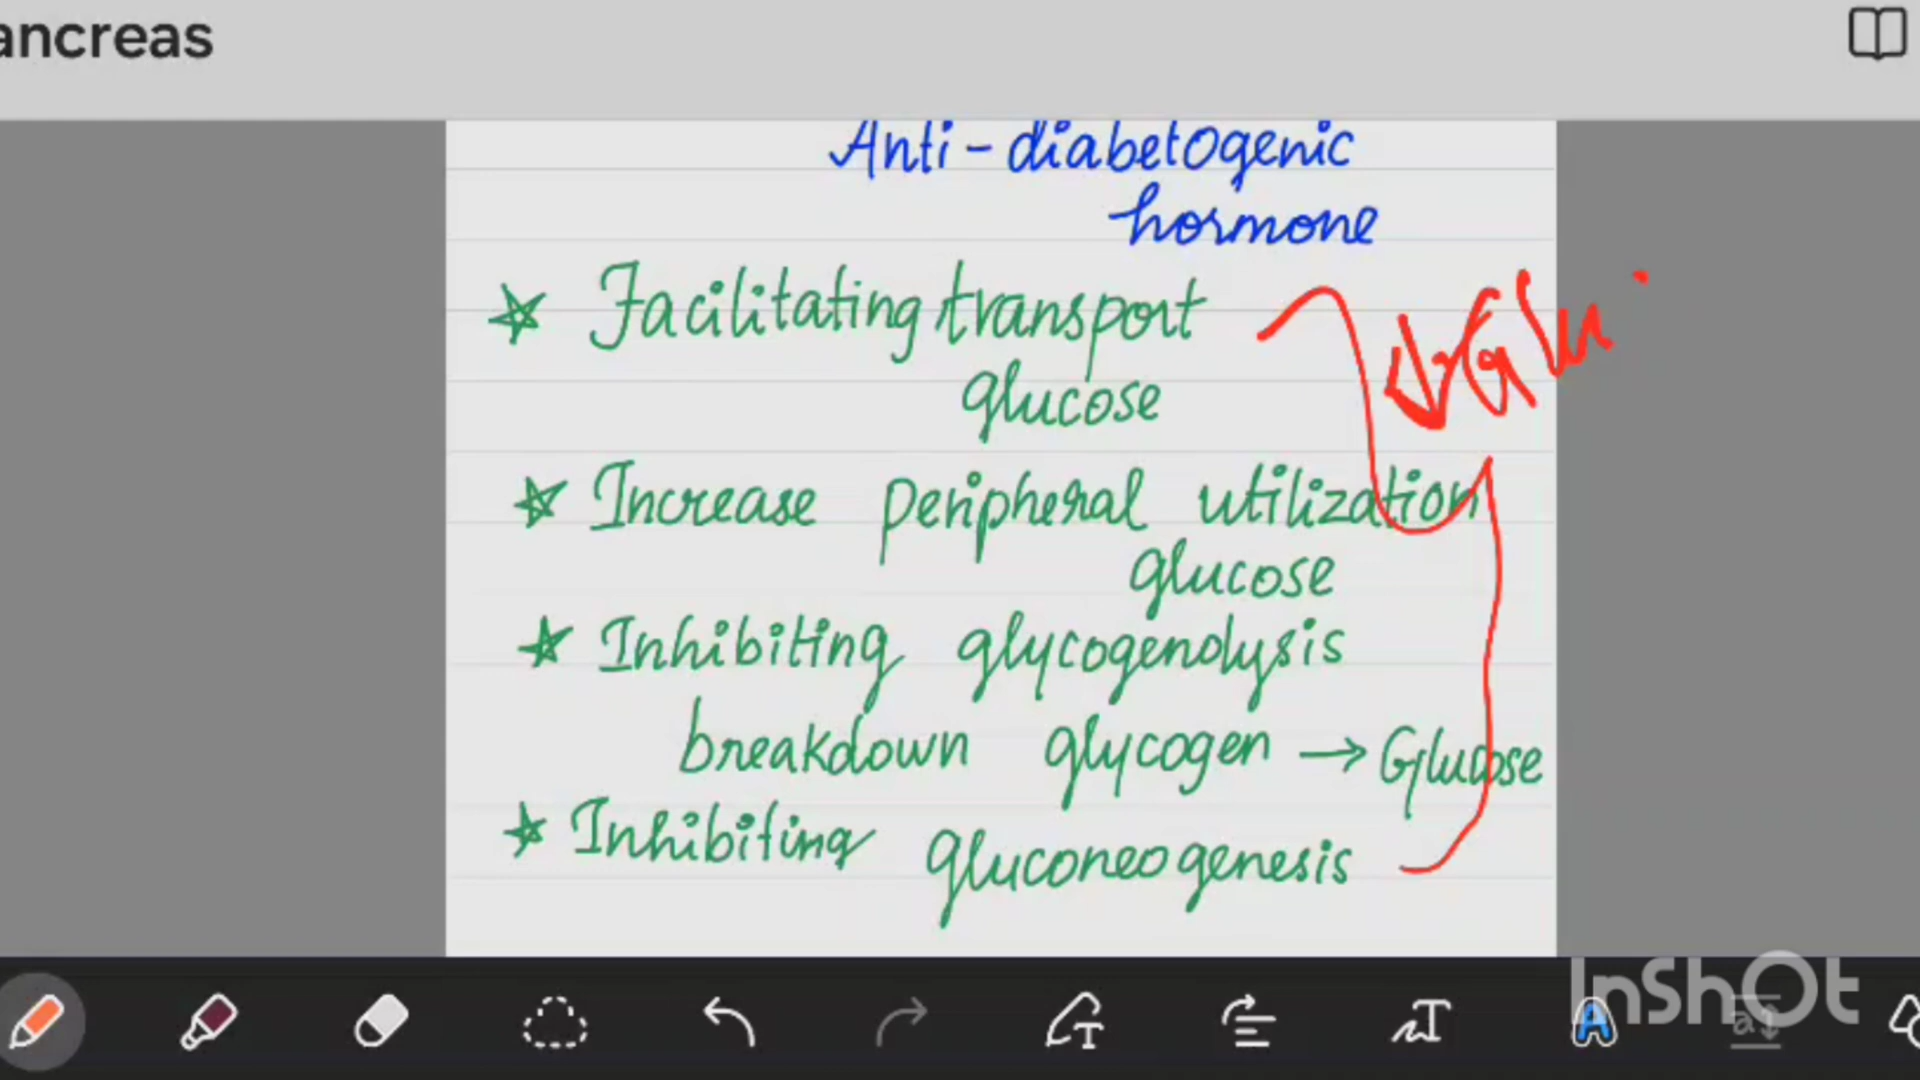 ancreas
Anti-diabetogenic
hormone
Facilitating transport
glucose
Increase peripheral utilization
glucose
Inhibiting glycogenolysis
breakdown glycogen → Glucose
Inhibiting gluconeogenesis
InShOt